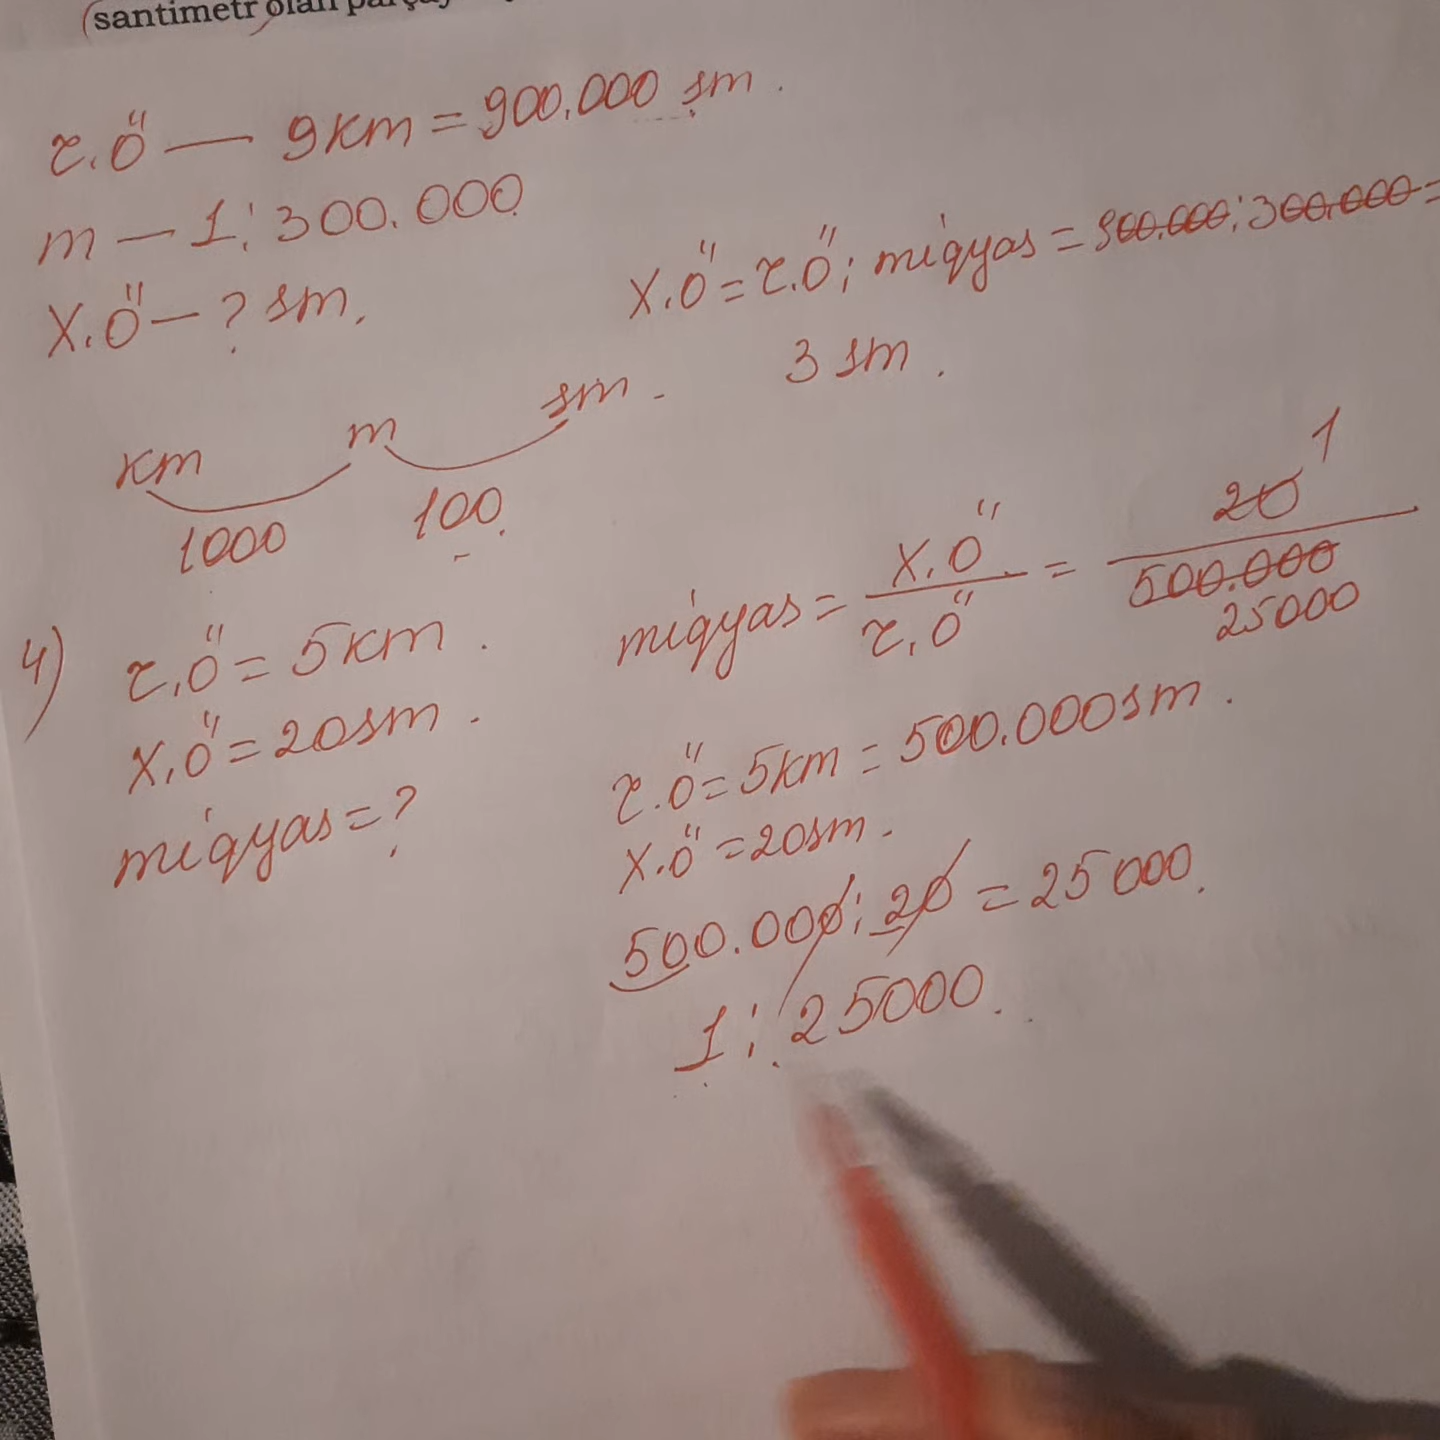 santimetr olan
r.ö — 9km = 900.000 sm.
m — 1:300.000
X.ö — ? sm.
X.ö = r.ö : miqyas = 900.000:300.000 =
3 sm.
km m sm.
1000 100
4) r.ö = 5km.
X.ö = 20sm.
miqyas = ?
miqyas = X.ö / r.ö = 20 1 / 500.000 25000
r.ö = 5km = 500.000sm.
X.ö = 20sm.
500.000:20 = 25000.
1:25000.